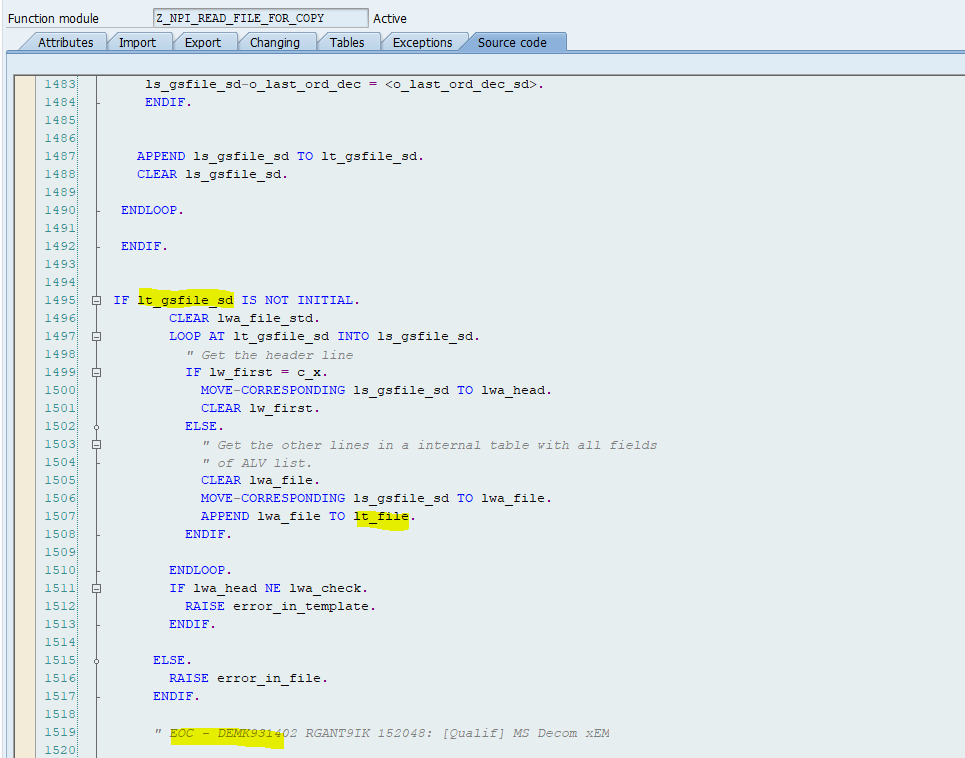 Function module Z_NPI_READ_FILE_FOR_COPY Active
Attributes Import Export Changing Tables Exceptions Source code
1483 ls_gsfile_sd-o_last_ord_dec = <o_last_ord_dec_sd>.
1484 ENDIF.
1485
1486
1487 APPEND ls_gsfile_sd TO lt_gsfile_sd.
1488 CLEAR ls_gsfile_sd.
1489
1490 ENDLOOP.
1491
1492 ENDIF.
1493
1494
1495 IF lt_gsfile_sd IS NOT INITIAL.
1496 CLEAR lwa_file_std.
1497 LOOP AT lt_gsfile_sd INTO ls_gsfile_sd.
1498 " Get the header line
1499 IF lw_first = c_x.
1500 MOVE-CORRESPONDING ls_gsfile_sd TO lwa_head.
1501 CLEAR lw_first.
1502 ELSE.
1503 " Get the other lines in a internal table with all fields
1504 " of ALV list.
1505 CLEAR lwa_file.
1506 MOVE-CORRESPONDING ls_gsfile_sd TO lwa_file.
1507 APPEND lwa_file TO lt_file.
1508 ENDIF.
1509
1510 ENDLOOP.
1511 IF lwa_head NE lwa_check.
1512 RAISE error_in_template.
1513 ENDIF.
1514
1515 ELSE.
1516 RAISE error_in_file.
1517 ENDIF.
1518
1519 " EOC - DEMK931402 RGANT9IK 152048: [Qualif] MS Decom xEM
1520